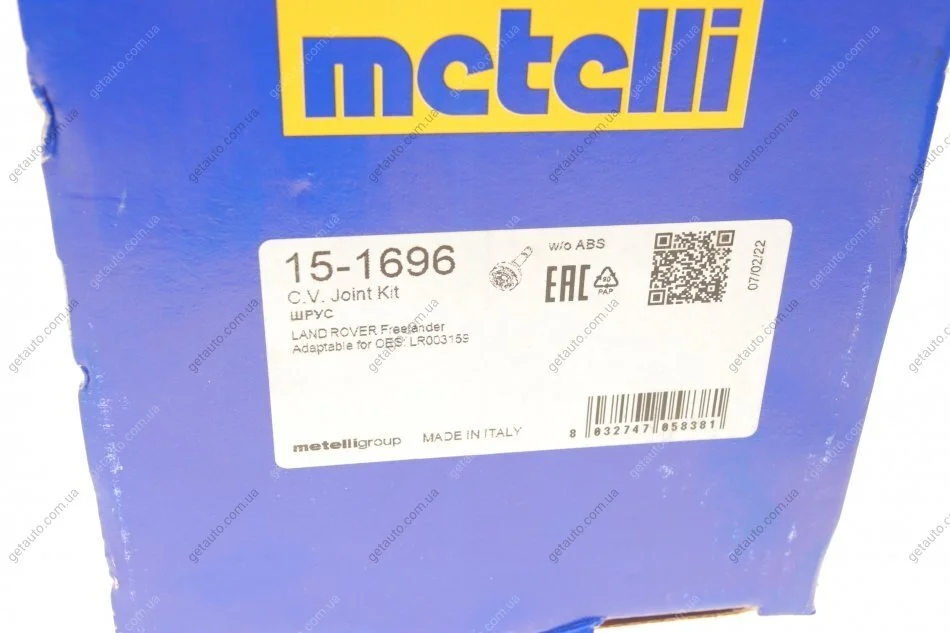 metelli
15-1696
C.V. Joint Kit
ШРУС
LAND ROVER Freelander
Adaptable for OES: LR003159
w/o ABS
EAC
PAP
07/02/22
metelligroup
MADE IN ITALY
8 032747 058381
getauto.com.ua